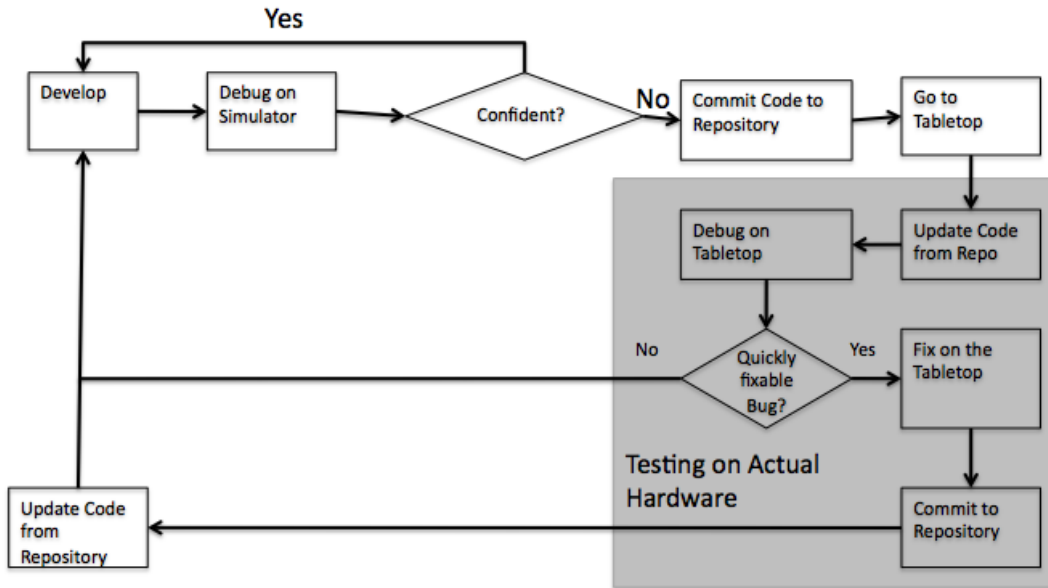 Yes
Develop
Debug on
Simulator
Confident?
No
Commit Code to
Repository
Go to
Tabletop
Debug on
Tabletop
Update Code
from Repo
No
Quickly
fixable
Bug?
Yes
Fix on the
Tabletop
Testing on Actual
Hardware
Update Code
from
Repository
Commit to
Repository